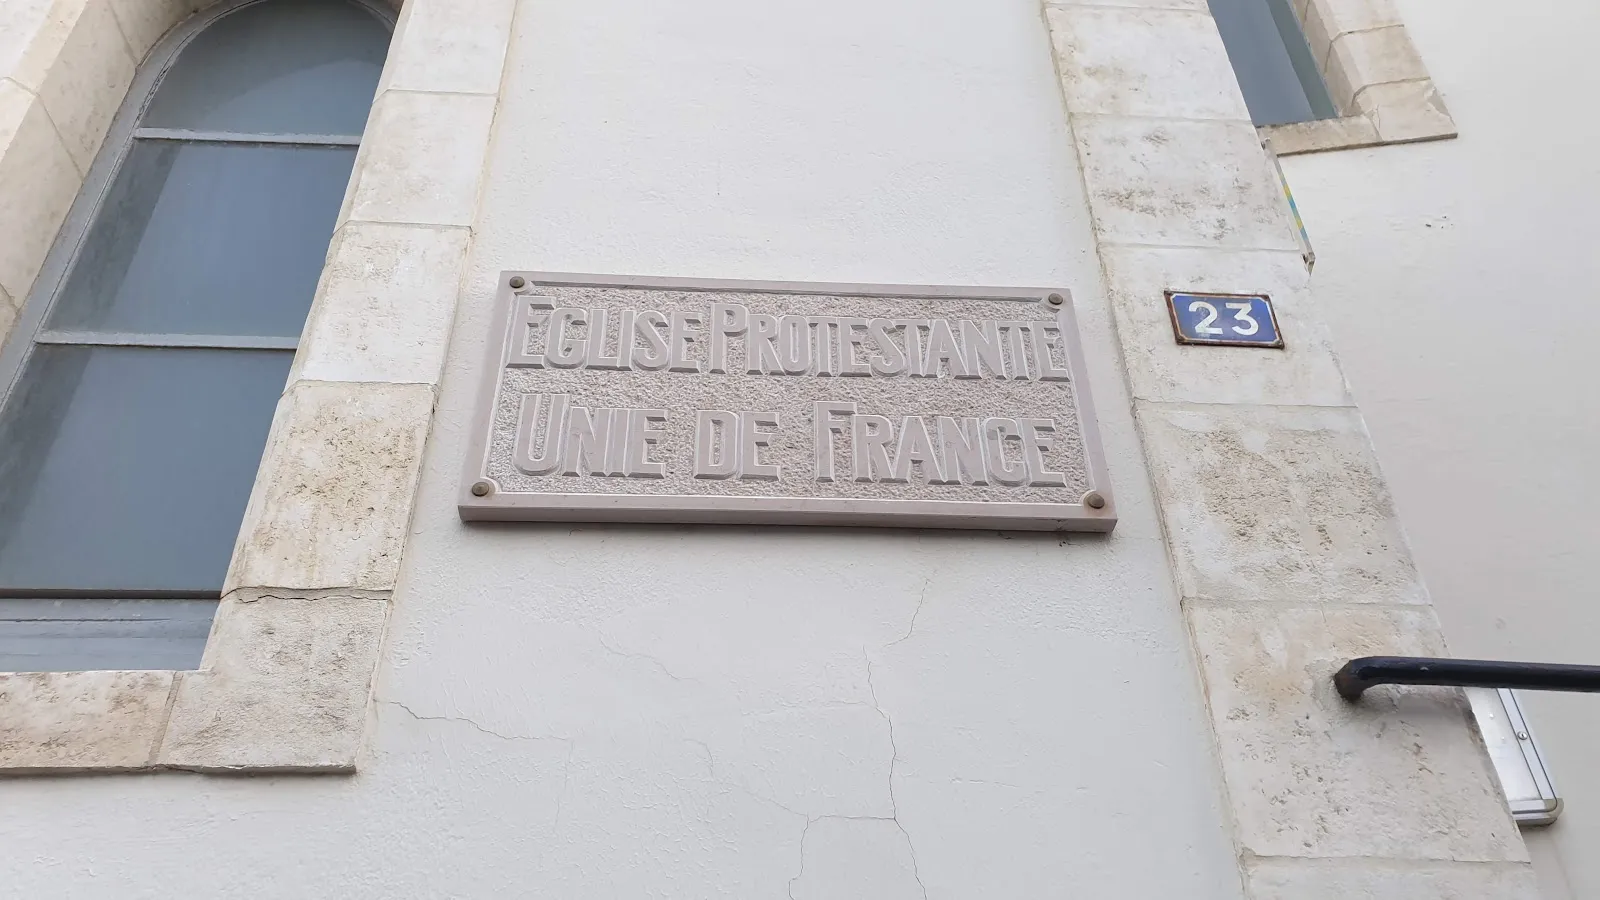 EGLISE PROTESTANTE
UNIE DE FRANCE
23